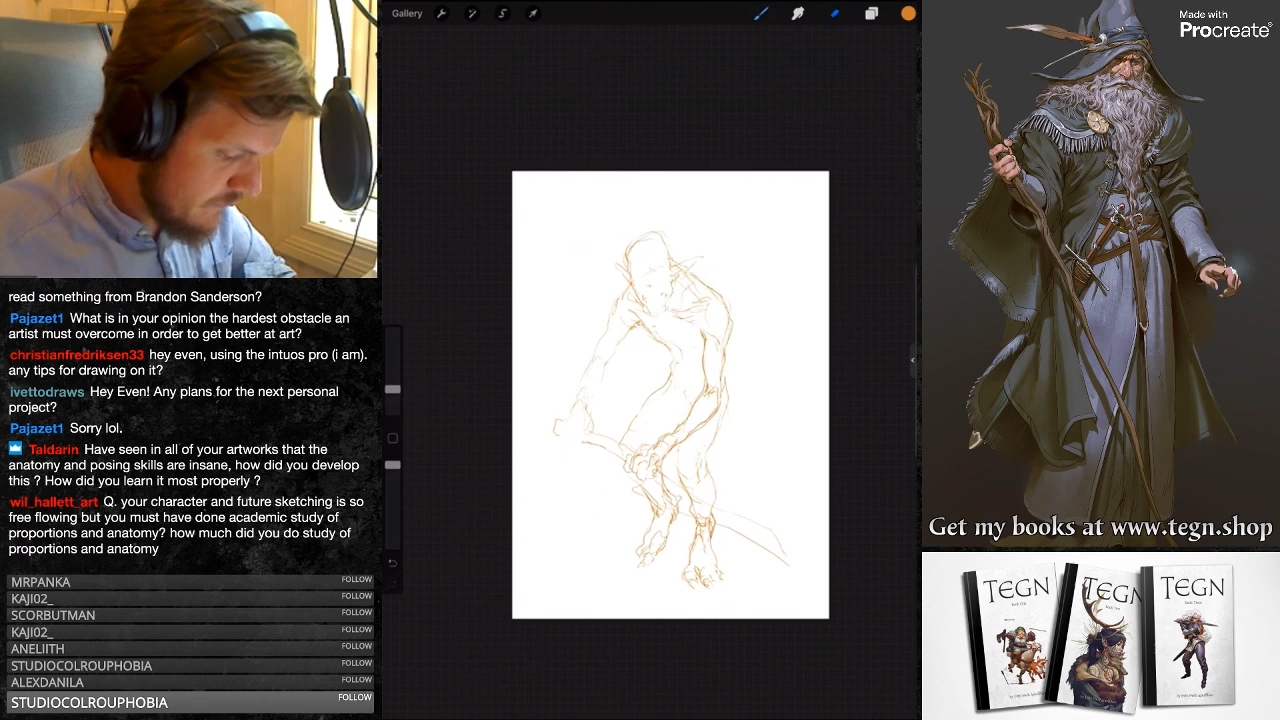 Gallery
Made with
Procreate
read something from Brandon Sanderson?
Pajazet1 What is in your opinion the hardest obstacle an
artist must overcome in order to get better at art?
christianfredriksen33 hey even, using the intuos pro (i am).
any tips for drawing on it?
ivettodraws Hey Even! Any plans for the next personal
project?
Pajazet1 Sorry lol.
Taldarin Have seen in all of your artworks that the
anatomy and posing skills are insane, how did you develop
this ? How did you learn it most properly ?
wil_hallett_art Q. your character and future sketching is so
free flowing but you must have done academic study of
proportions and anatomy? how much did you do study of
proportions and anatomy
MRPANKA FOLLOW
KAJI02_ FOLLOW
SCORBUTMAN FOLLOW
KAJI02_ FOLLOW
ANELIITH FOLLOW
STUDIOCOLROUPHOBIA FOLLOW
ALEXDANILA FOLLOW
STUDIOCOLROUPHOBIA FOLLOW
Get my books at www.tegn.shop
TEGN
Book One
TEGN
TEGN
Book Three